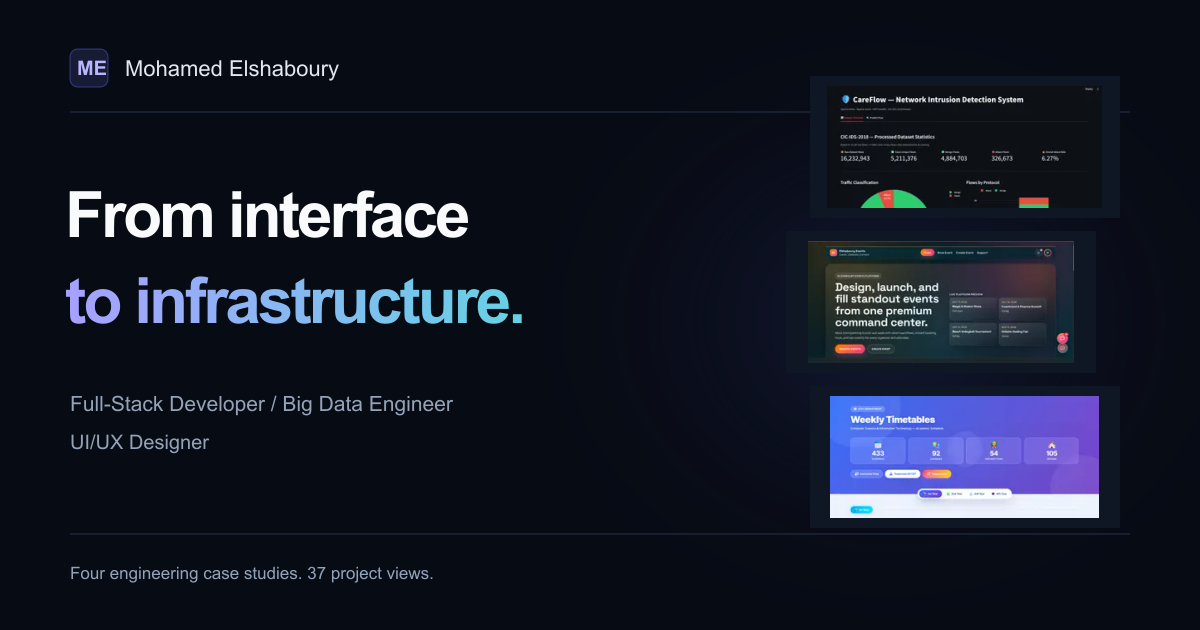 ME
Mohamed Elshaboury
From interface
to infrastructure.
Full-Stack Developer / Big Data Engineer
UI/UX Designer
Four engineering case studies. 37 project views.
CareFlow — Network Intrusion Detection System
CIC-IDS-2018 — Processed Dataset Statistics
16,232,943
5,211,376
4,884,703
326,673
6.27%
Traffic Classification
Flows by Protocol
Design, launch, and
fill standout events
from one premium
command center.
Weekly Timetables
433
92
54
105